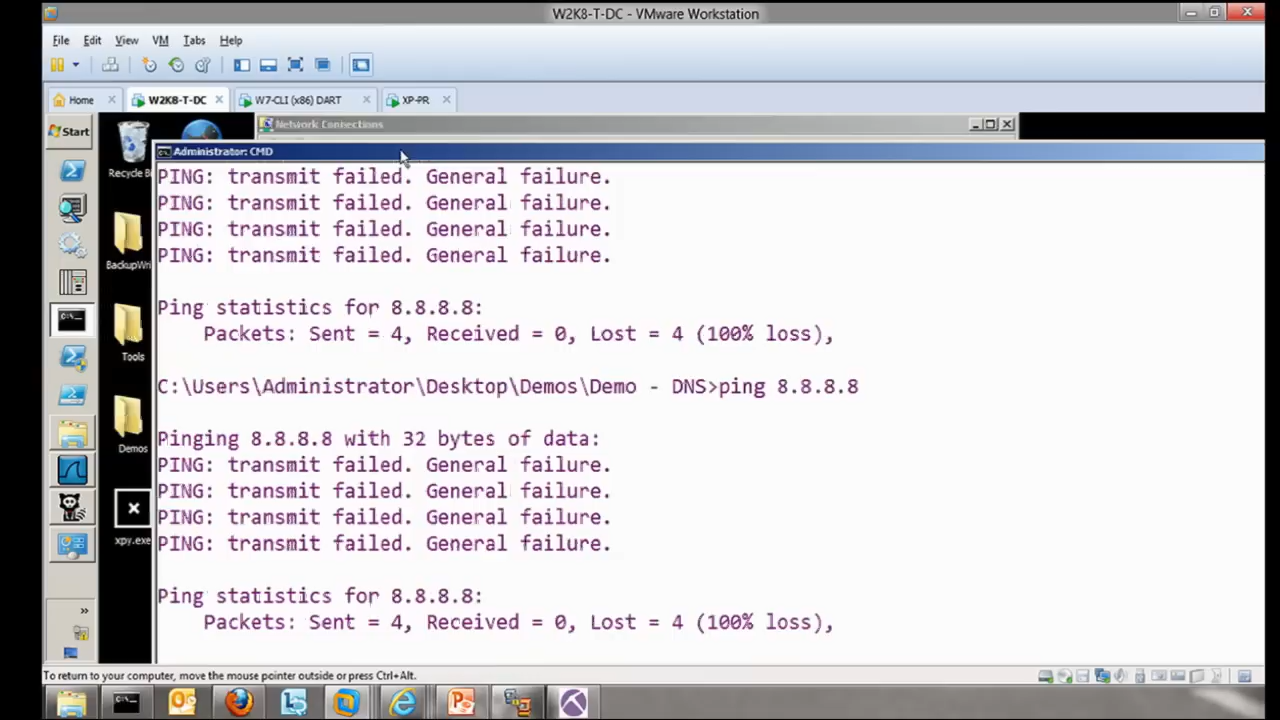 W2K8-T-DC - VMware Workstation
File Edit View VM Tabs Help
Home W2K8-T-DC W7-CLI (x86) DART XP-PR
Start
Network Connections
Administrator: CMD
Recycle B
BackupWri
Tools
Demos
xpy.exe
PING: transmit failed. General failure.
PING: transmit failed. General failure.
PING: transmit failed. General failure.
PING: transmit failed. General failure.
Ping statistics for 8.8.8.8:
Packets: Sent = 4, Received = 0, Lost = 4 (100% loss),
C:\Users\Administrator\Desktop\Demos\Demo - DNS>ping 8.8.8.8
Pinging 8.8.8.8 with 32 bytes of data:
PING: transmit failed. General failure.
PING: transmit failed. General failure.
PING: transmit failed. General failure.
PING: transmit failed. General failure.
Ping statistics for 8.8.8.8:
Packets: Sent = 4, Received = 0, Lost = 4 (100% loss),
To return to your computer, move the mouse pointer outside or press Ctrl+Alt.